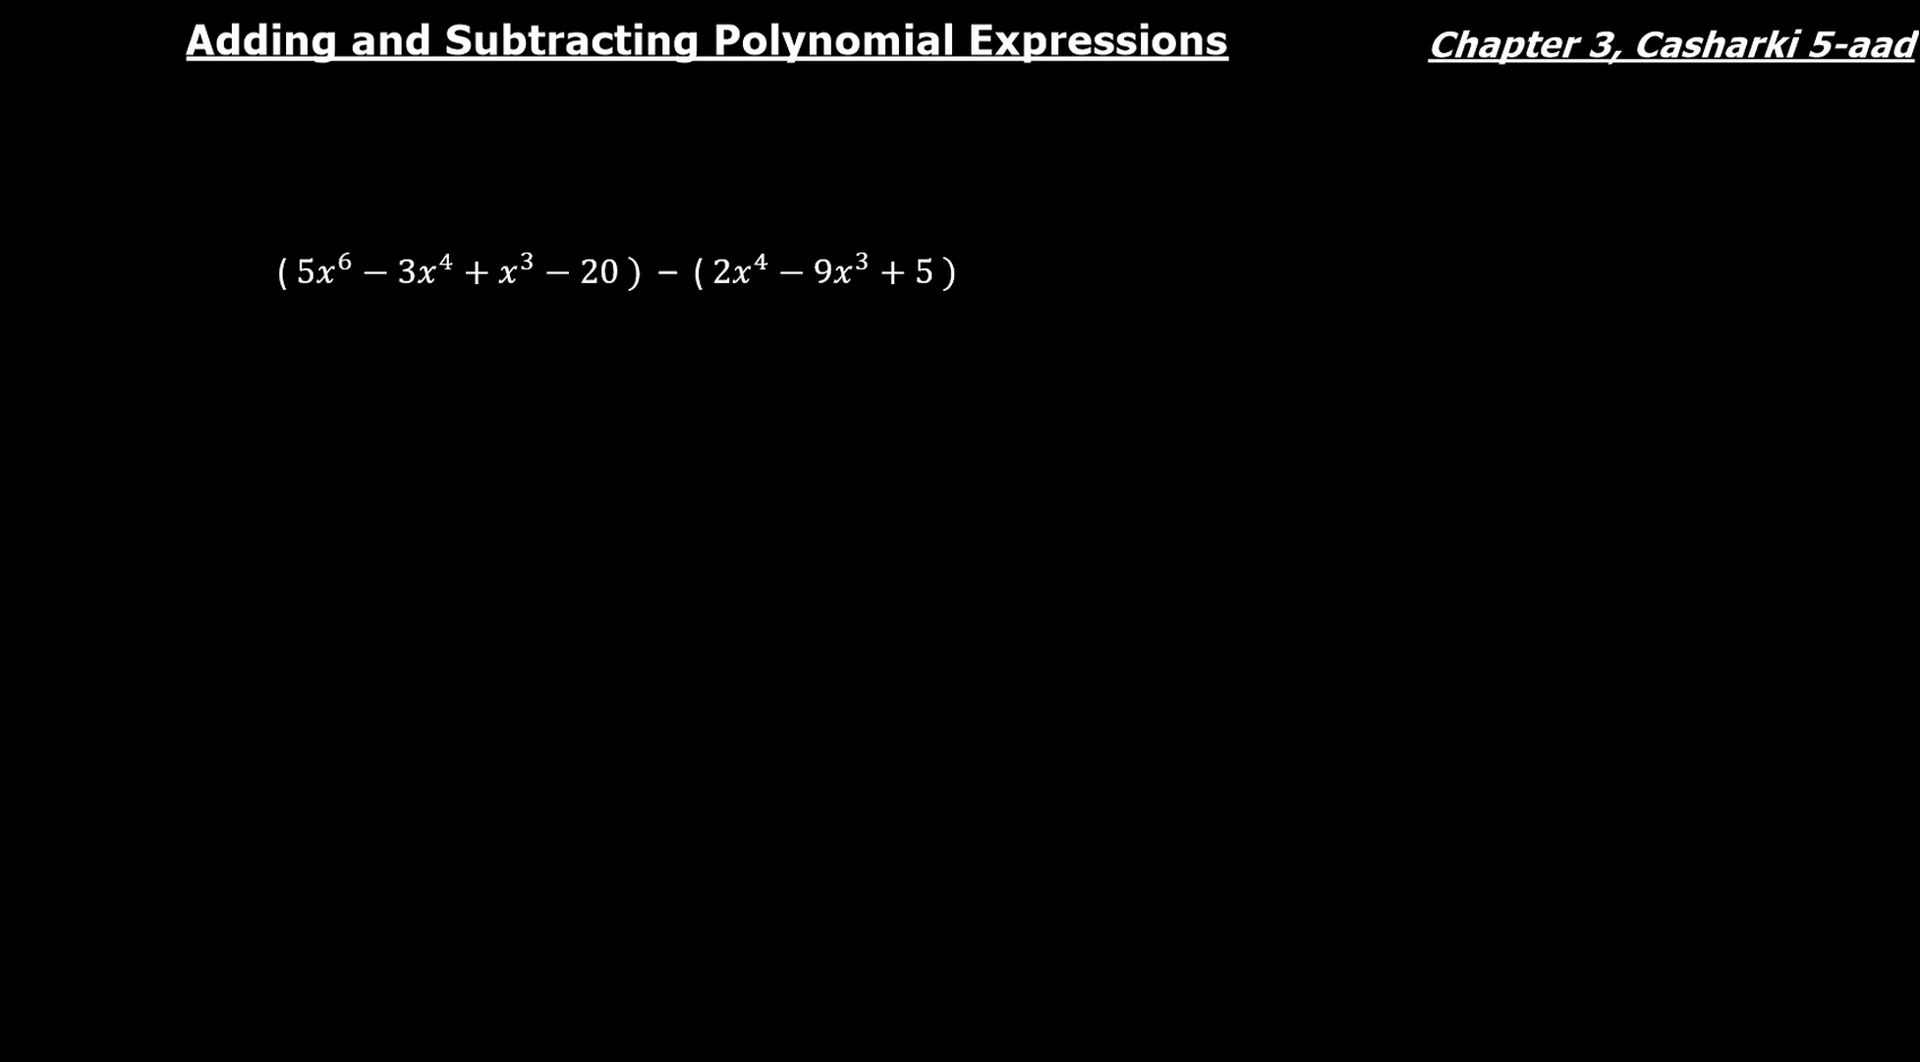 Adding and Subtracting Polynomial Expressions
Chapter 3, Casharki 5-aad
( 5x⁶ − 3x⁴ + x³ − 20 ) − ( 2x⁴ − 9x³ + 5 )